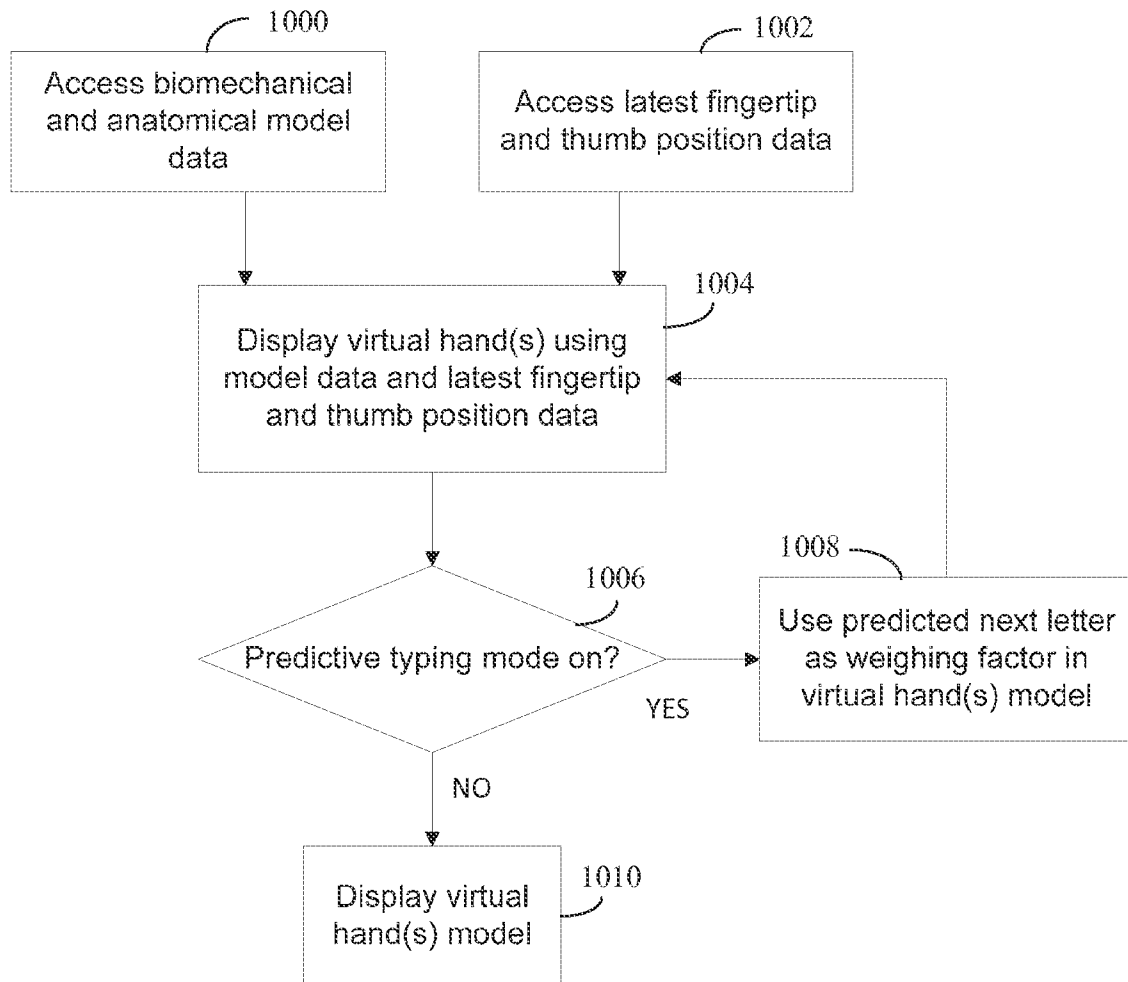 1000
Access biomechanical
and anatomical model
data
1002
Access latest fingertip
and thumb position data
1004
Display virtual hand(s) using
model data and latest fingertip
and thumb position data
1006
Predictive typing mode on?
YES
1008
Use predicted next letter
as weighing factor in
virtual hand(s) model
NO
1010
Display virtual
hand(s) model